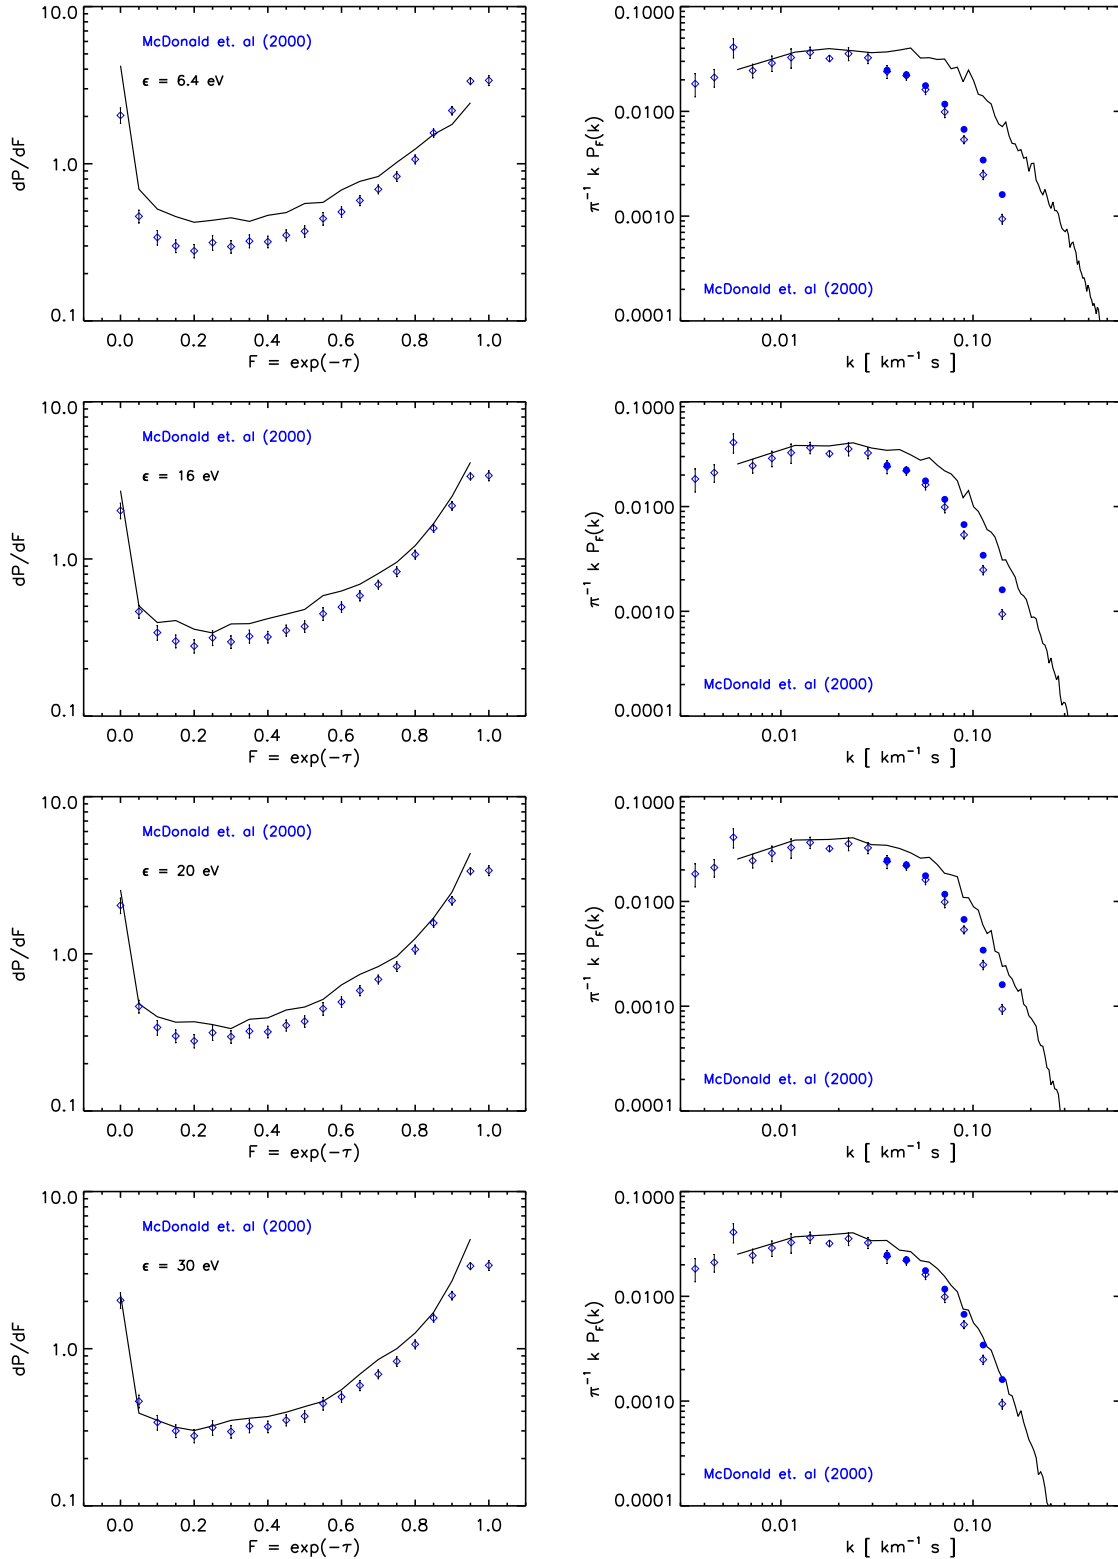 10.0
McDonald et. al (2000)
ϵ = 6.4 eV
dP/dF
1.0
0.1
0.0 0.2 0.4 0.6 0.8 1.0
F = exp(−τ)
0.1000
0.0100
π⁻¹ k P_F(k)
0.0010
McDonald et. al (2000)
0.0001
0.01 0.10
k [ km⁻¹ s ]
10.0
McDonald et. al (2000)
ϵ = 16 eV
dP/dF
1.0
0.1
0.0 0.2 0.4 0.6 0.8 1.0
F = exp(−τ)
0.1000
0.0100
π⁻¹ k P_F(k)
0.0010
McDonald et. al (2000)
0.0001
0.01 0.10
k [ km⁻¹ s ]
10.0
McDonald et. al (2000)
ϵ = 20 eV
dP/dF
1.0
0.1
0.0 0.2 0.4 0.6 0.8 1.0
F = exp(−τ)
0.1000
0.0100
π⁻¹ k P_F(k)
0.0010
McDonald et. al (2000)
0.0001
0.01 0.10
k [ km⁻¹ s ]
10.0
McDonald et. al (2000)
ϵ = 30 eV
dP/dF
1.0
0.1
0.0 0.2 0.4 0.6 0.8 1.0
F = exp(−τ)
0.1000
0.0100
π⁻¹ k P_F(k)
0.0010
McDonald et. al (2000)
0.0001
0.01 0.10
k [ km⁻¹ s ]